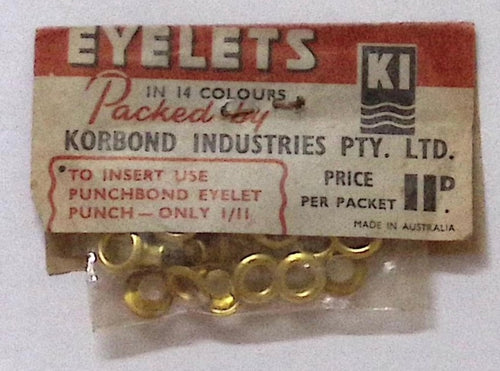 EYELETS
IN 14 COLOURS
Packed by
KI
KORBOND INDUSTRIES PTY. LTD.
*TO INSERT USE
PUNCHBOND EYELET
PUNCH — ONLY 1/11
PRICE
PER PACKET 11D.
MADE IN AUSTRALIA